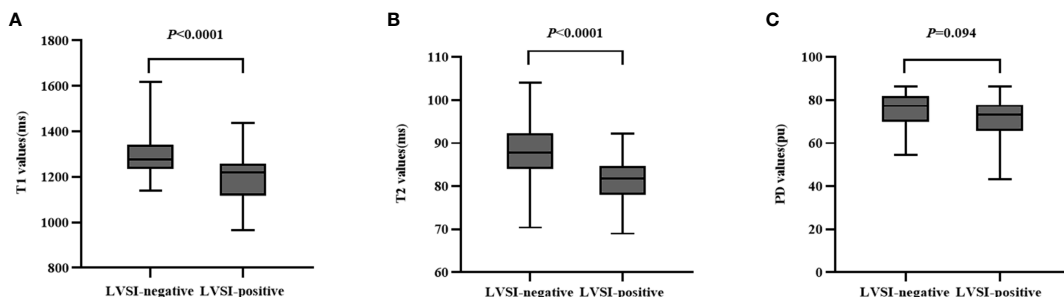 A
P<0.0001
T1 values(ms)
1800
1600
1400
1200
1000
800
LVSI-negative LVSI-positive
B
P<0.0001
T2 values(ms)
110
100
90
80
70
60
LVSI-negative LVSI-positive
C
P=0.094
PD values(pu)
100
80
60
40
20
0
LVSI-negative LVSI-positive